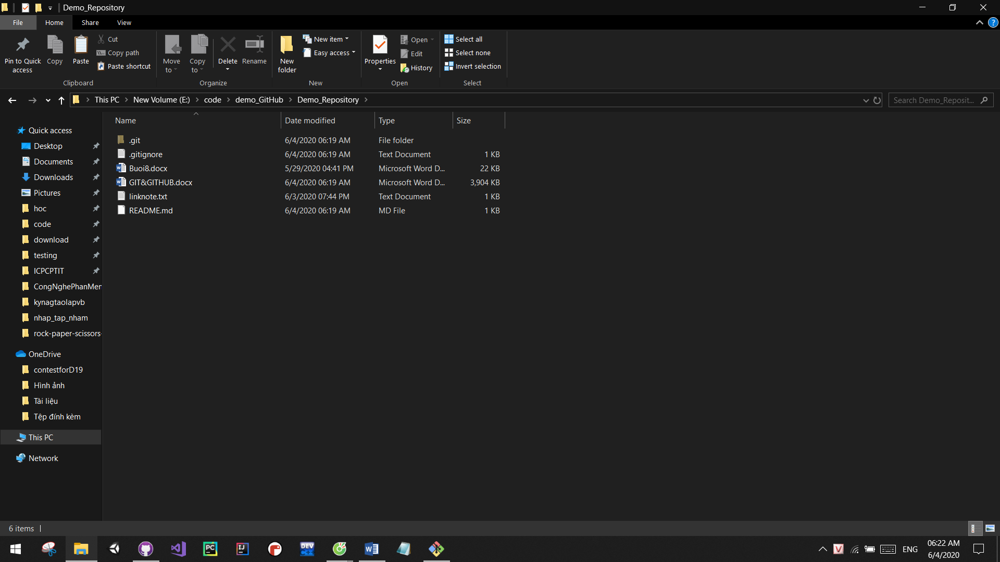 Demo_Repository
File Home Share View
Pin to Quick access
Copy
Paste
Cut
Copy path
Paste shortcut
Clipboard
Move to
Copy to
Delete
Rename
Organize
New folder
New item
Easy access
New
Properties
Open
Edit
History
Open
Select all
Select none
Invert selection
Select
This PC New Volume (E:) code demo_GitHub Demo_Repository
Search Demo_Reposit...
Name Date modified Type Size
.git 6/4/2020 06:19 AM File folder
.gitignore 6/4/2020 06:19 AM Text Document 1 KB
Buoi8.docx 5/29/2020 04:41 PM Microsoft Word D... 22 KB
GIT&GITHUB.docx 6/4/2020 06:19 AM Microsoft Word D... 3,904 KB
linknote.txt 6/3/2020 07:44 PM Text Document 1 KB
README.md 6/4/2020 06:19 AM MD File 1 KB
Quick access
Desktop
Documents
Downloads
Pictures
hoc
code
download
testing
ICPCPTIT
CongNghePhanMer
kynagtaolapvb
nhap_tap_nham
rock-paper-scissors-
OneDrive
contestforD19
Hình ảnh
Tài liệu
Tệp đính kèm
This PC
Network
6 items
PC
IJ
DEV
W
V
ENG
06:22 AM
6/4/2020